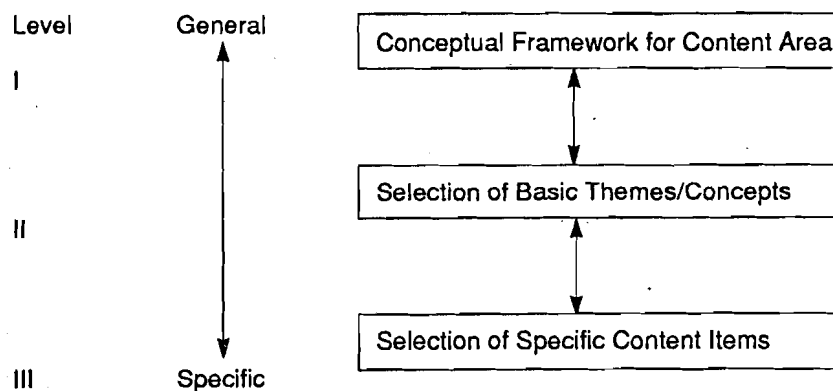 Level General
Conceptual Framework for Content Area
I
Selection of Basic Themes/Concepts
II
Selection of Specific Content Items
III Specific